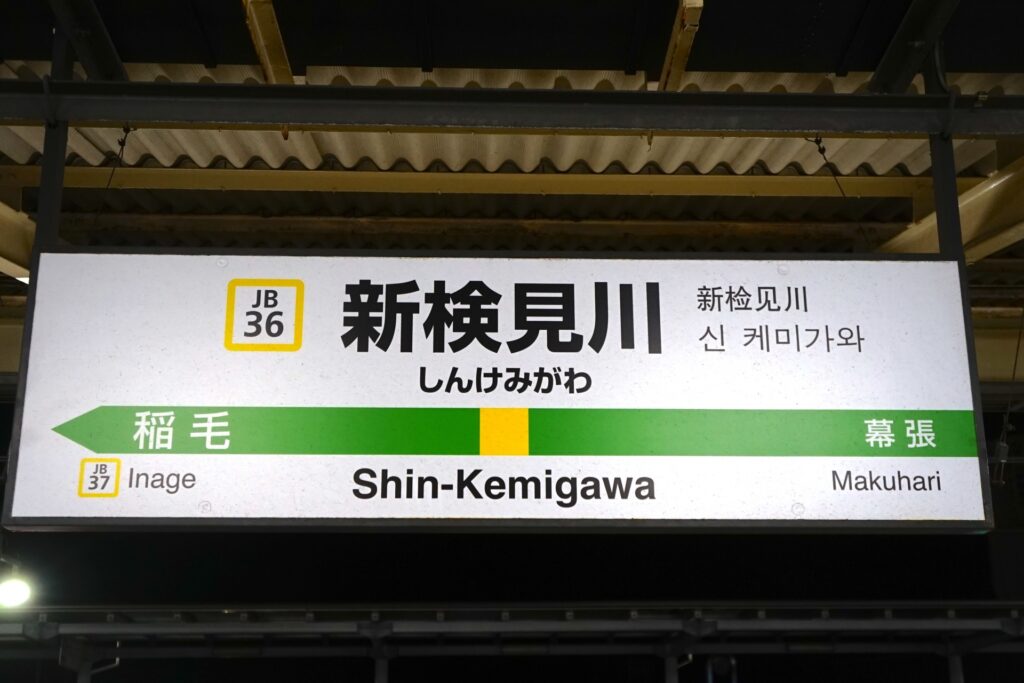 JB
36
新検見川
新检见川
신 케미가와
しんけみがわ
稲毛
幕張
JB
37
Inage
Shin-Kemigawa
Makuhari